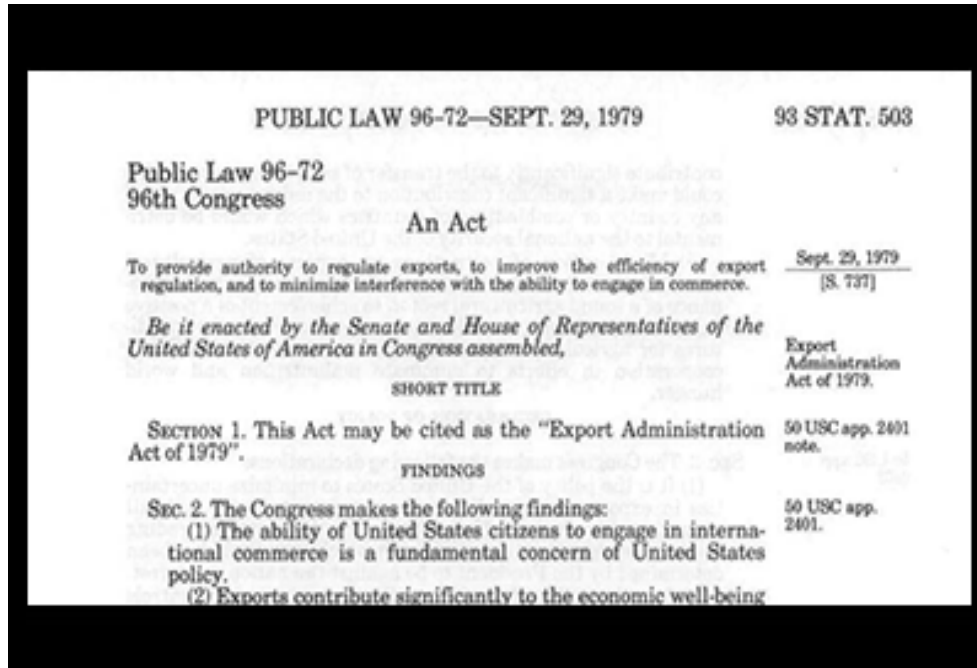 PUBLIC LAW 96-72—SEPT. 29, 1979 93 STAT. 503
Public Law 96-72
96th Congress
An Act
To provide authority to regulate exports, to improve the efficiency of export
regulation, and to minimize interference with the ability to engage in commerce.
Sept. 29, 1979
[S. 737]
Be it enacted by the Senate and House of Representatives of the
United States of America in Congress assembled,
Export
Administration
Act of 1979.
SHORT TITLE
SECTION 1. This Act may be cited as the "Export Administration
Act of 1979".
50 USC app. 2401
note.
FINDINGS
SEC. 2. The Congress makes the following findings:
50 USC app.
2401.
(1) The ability of United States citizens to engage in interna-
tional commerce is a fundamental concern of United States
policy.
(2) Exports contribute significantly to the economic well-being